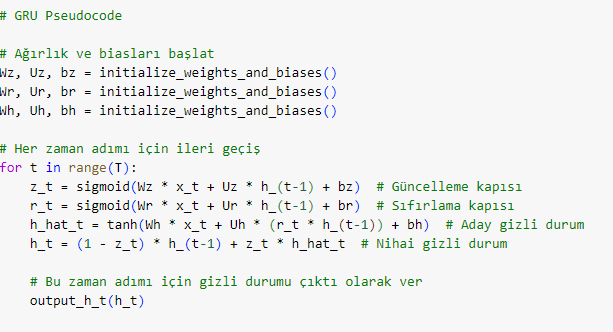 # GRU Pseudocode
# Ağırlık ve biasları başlat
Wz, Uz, bz = initialize_weights_and_biases()
Wr, Ur, br = initialize_weights_and_biases()
Wh, Uh, bh = initialize_weights_and_biases()
# Her zaman adımı için ileri geçiş
for t in range(T):
    z_t = sigmoid(Wz * x_t + Uz * h_(t-1) + bz)  # Güncelleme kapısı
    r_t = sigmoid(Wr * x_t + Ur * h_(t-1) + br)  # Sıfırlama kapısı
    h_hat_t = tanh(Wh * x_t + Uh * (r_t * h_(t-1)) + bh)  # Aday gizli durum
    h_t = (1 - z_t) * h_(t-1) + z_t * h_hat_t  # Nihai gizli durum
    # Bu zaman adımı için gizli durumu çıktı olarak ver
    output_h_t(h_t)